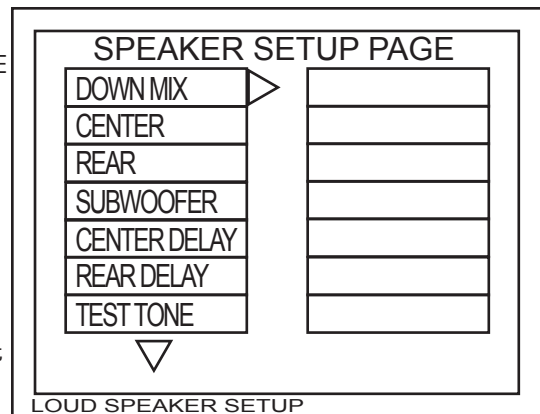 SPEAKER SETUP PAGE
DOWN MIX
CENTER
REAR
SUBWOOFER
CENTER DELAY
REAR DELAY
TEST TONE
LOUD SPEAKER SETUP